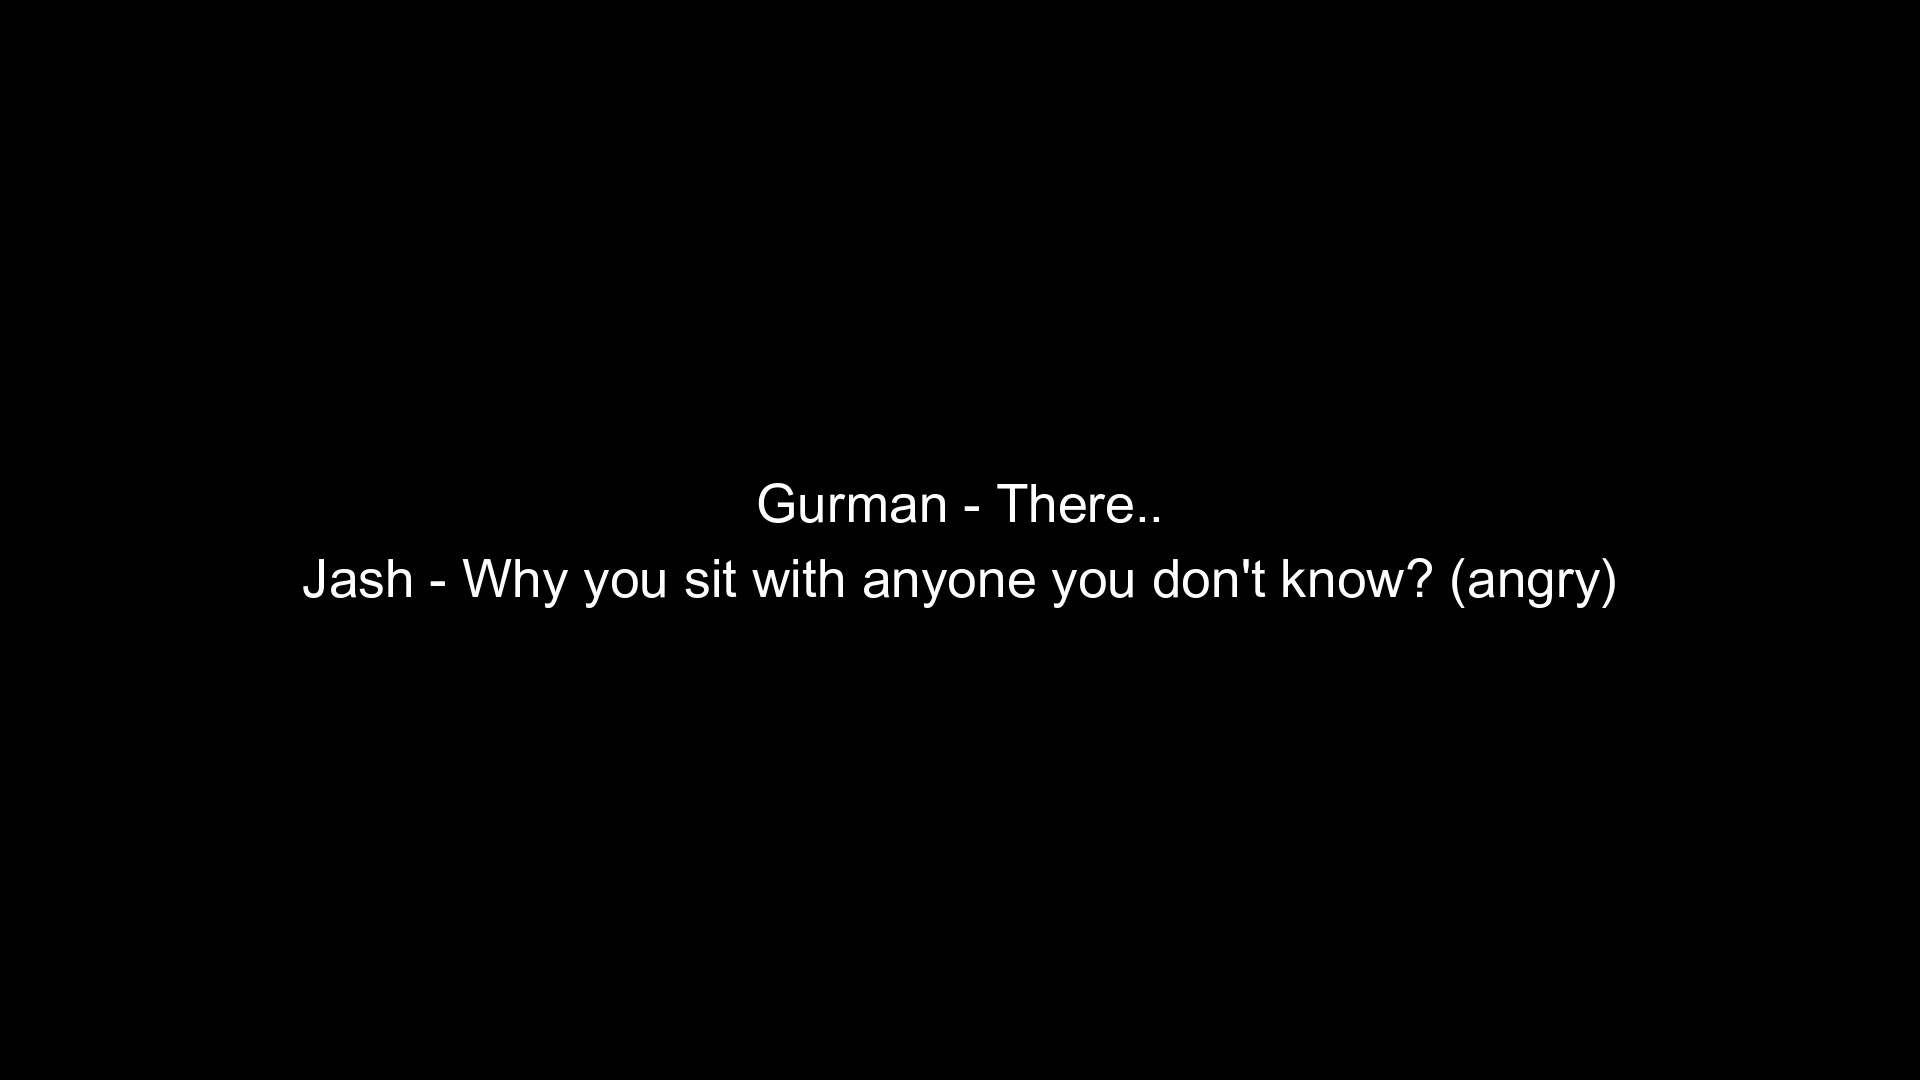 Gurman - There..
Jash - Why you sit with anyone you don't know? (angry)